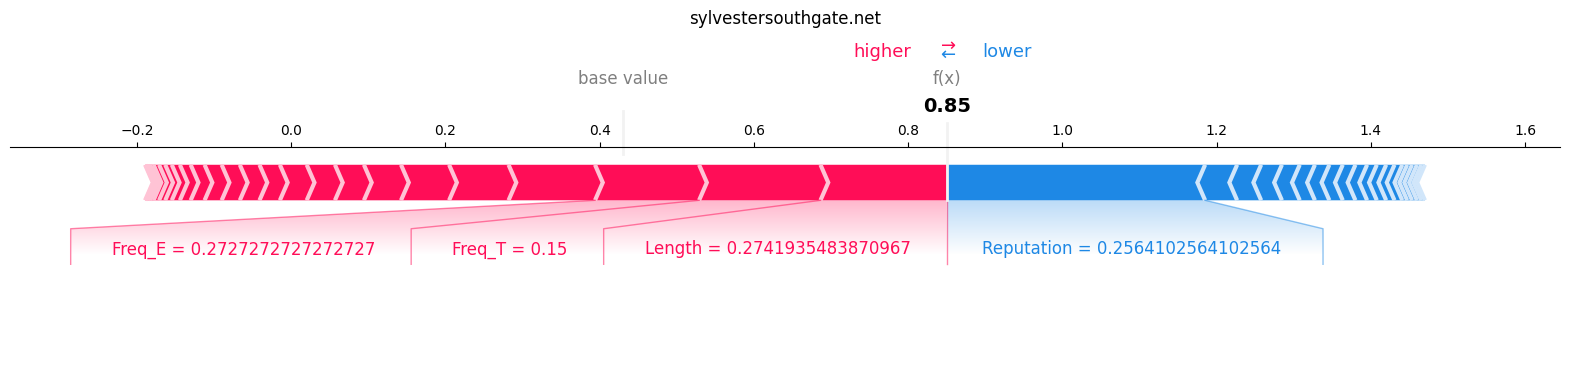 sylvestersouthgate.net
higher → ← lower
base value f(x)
0.85
−0.2 0.0 0.2 0.4 0.6 0.8 1.0 1.2 1.4 1.6
Freq_E = 0.2727272727272727 Freq_T = 0.15 Length = 0.2741935483870967 Reputation = 0.2564102564102564